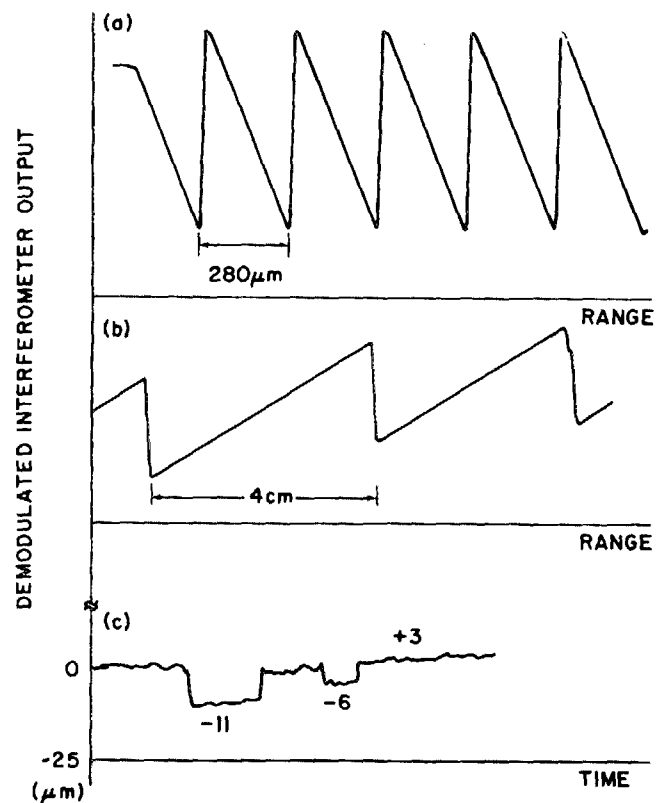 DEMODULATED INTERFEROMETER OUTPUT
(a)
280μm
RANGE
(b)
4cm
RANGE
(c)
+3
0
-6
-11
-25
(μm)
TIME